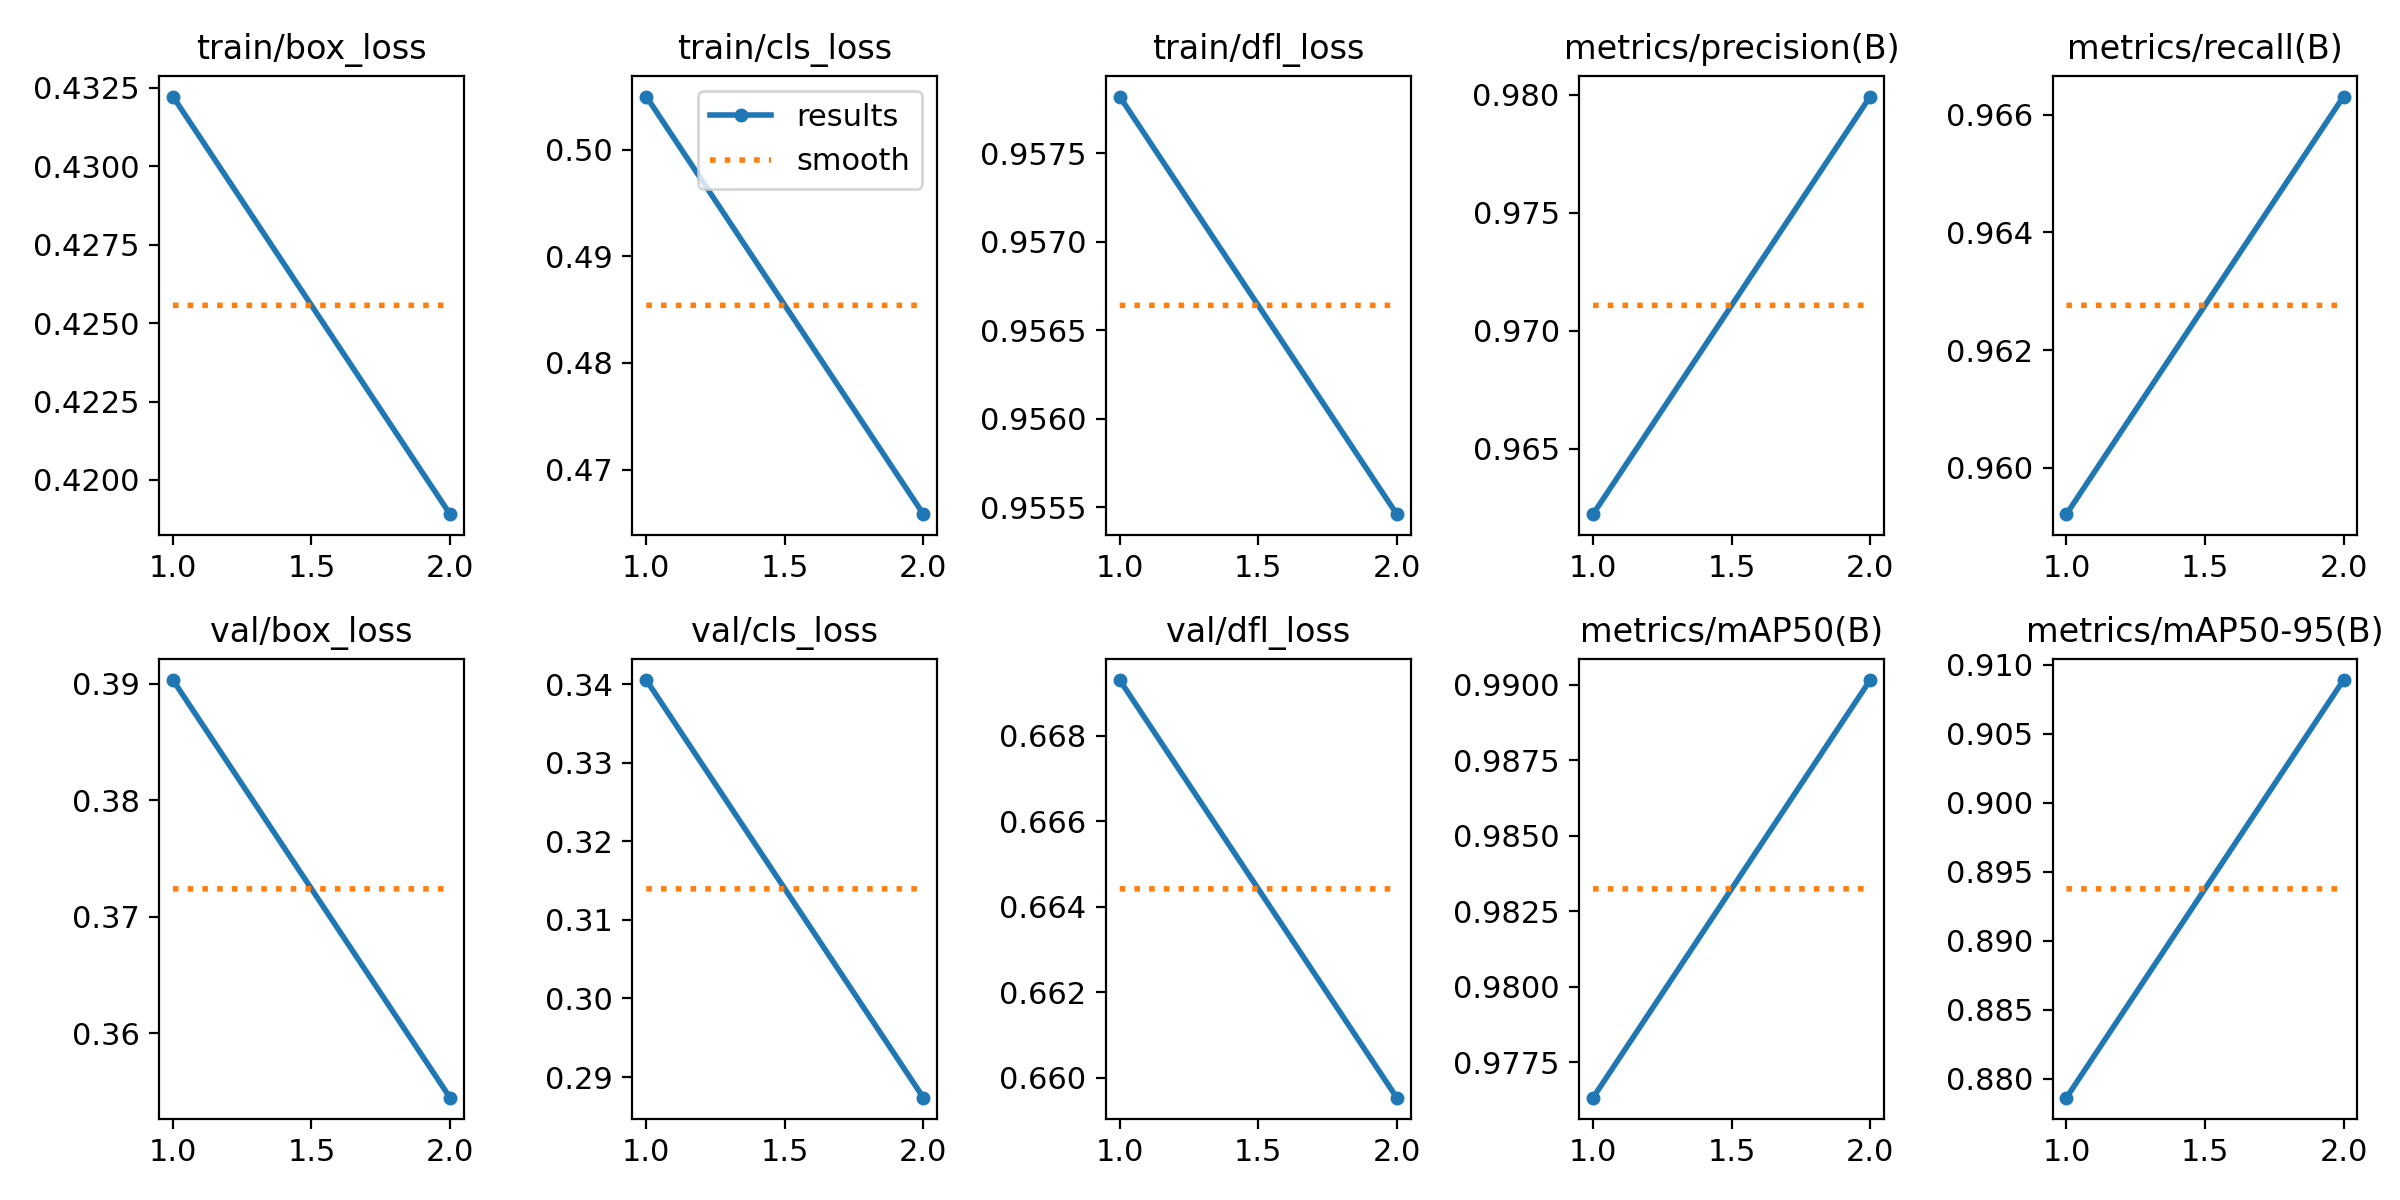 train/box_loss
0.4325
0.4300
0.4275
0.4250
0.4225
0.4200
1.0 1.5 2.0
train/cls_loss
results
smooth
0.50
0.49
0.48
0.47
1.0 1.5 2.0
train/dfl_loss
0.9575
0.9570
0.9565
0.9560
0.9555
1.0 1.5 2.0
metrics/precision(B)
0.980
0.975
0.970
0.965
1.0 1.5 2.0
metrics/recall(B)
0.966
0.964
0.962
0.960
1.0 1.5 2.0
val/box_loss
0.39
0.38
0.37
0.36
1.0 1.5 2.0
val/cls_loss
0.34
0.33
0.32
0.31
0.30
0.29
1.0 1.5 2.0
val/dfl_loss
0.668
0.666
0.664
0.662
0.660
1.0 1.5 2.0
metrics/mAP50(B)
0.9900
0.9875
0.9850
0.9825
0.9800
0.9775
1.0 1.5 2.0
metrics/mAP50-95(B)
0.910
0.905
0.900
0.895
0.890
0.885
0.880
1.0 1.5 2.0